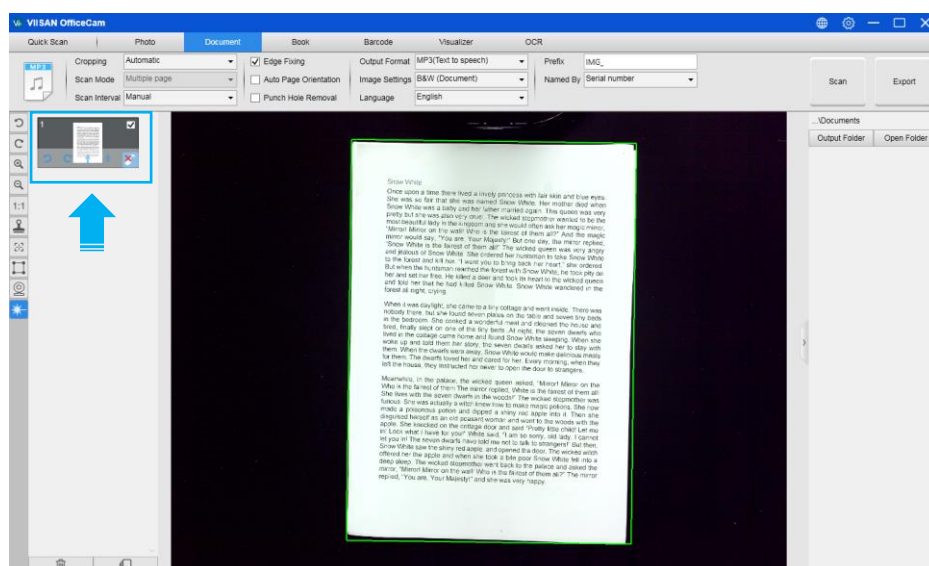 VIISAN OfficeCam
Quick Scan Photo Document Book Barcode Visualizer OCR
MP3
Cropping Automatic Edge Fixing Output Format MP3(Text to speech) Prefix IMG_
Scan Mode Multiple page Auto Page Orientation Image Settings B&W (Document) Named By Serial number
Scan Interval Manual Punch Hole Removal Language English
Scan Export
1
1:1
...\Documents
Output Folder Open Folder
Snow White
Once upon a time there lived a lovely princess with fair skin and blue eyes.
She was so fair that she was named Snow White. Her mother died when
Snow White was a baby and her father married again. This queen was very
pretty but she was also very cruel. The wicked stepmother wanted to be the
most beautiful lady in the kingdom and she would often ask her magic mirror,
"Mirror! Mirror on the wall! Who is the fairest of them all?" And the magic
mirror would say, "You are, Your Majesty!" But one day, the mirror replied,
"Snow White is the fairest of them all!" The wicked queen was very angry
and jealous of Snow White. She ordered her huntsman to take Snow White
to the forest and kill her. "I want you to bring back her heart," she ordered.
But when the huntsman reached the forest with Snow White, he took pity on
her and set her free. He killed a deer and took its heart to the wicked queen
and told her that he had killed Snow White. Snow White wandered in the
forest all night, crying.
When it was daylight, she came to a tiny cottage and went inside. There was
nobody there, but she found seven plates on the table and seven tiny beds
in the bedroom. She cooked a wonderful meal and cleaned the house and
tired, finally slept on one of the tiny beds. At night, the seven dwarfs who
lived in the cottage came home and found Snow White sleeping. When she
woke up and told them her story, the seven dwarfs asked her to stay with
them. When the dwarfs were away, Snow White would make delicious meals
for them. The dwarfs loved her and cared for her. Every morning, when they
left the house, they instructed her never to open the door to strangers.
Meanwhile, in the palace, the wicked queen asked, "Mirror! Mirror on the
Who is the fairest of them The mirror replied, White is the fairest of them all!
She lives with the seven dwarfs in the woods!" The wicked stepmother was
furious. She was actually a witch knew how to make magic potions. She now
made a poisonous potion and dipped a shiny red apple into it. Then she
disguised herself as an old peasant woman and went to the woods with the
apple. She knocked on the cottage door and said "Pretty little child! Let me
in! Look what I have for you!" White said, "I am so sorry, old lady, I cannot
let you in! The seven dwarfs have told me not to talk to strangers!" But then,
Snow White saw the shiny red apple, and opened the door. The wicked witch
offered her the apple and when she took a bite poor Snow White fell into a
deep sleep. The wicked stepmother went back to the palace and asked the
mirror, "Mirror! Mirror on the wall! Who is the fairest of them all?" The mirror
replied, "You are, Your Majesty!" and she was very happy.